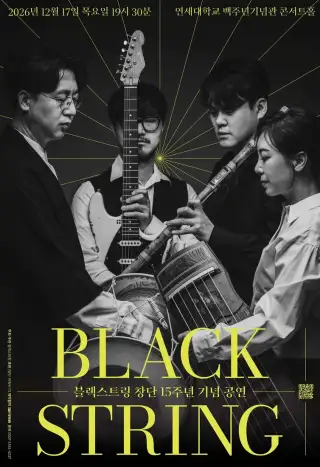 2026년 12월 17일 목요일 19시 30분
연세대학교 백주년기념관 콘서트홀
BLACK
블랙스트링 창단 15주년 기념 공연
STRING